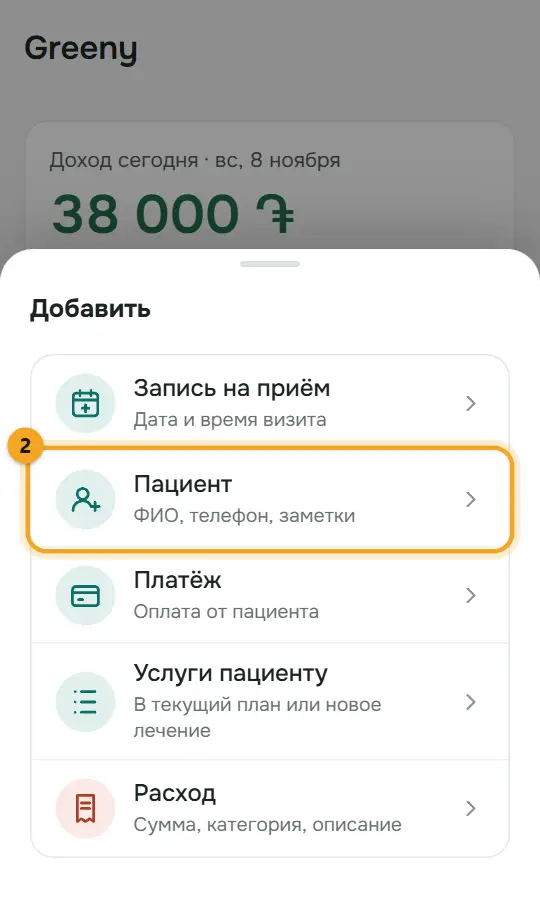 Greeny
Доход сегодня · вс, 8 ноября
38 000 ֏
Добавить
Запись на приём
Дата и время визита
2
Пациент
ФИО, телефон, заметки
Платёж
Оплата от пациента
Услуги пациенту
В текущий план или новое
лечение
Расход
Сумма, категория, описание